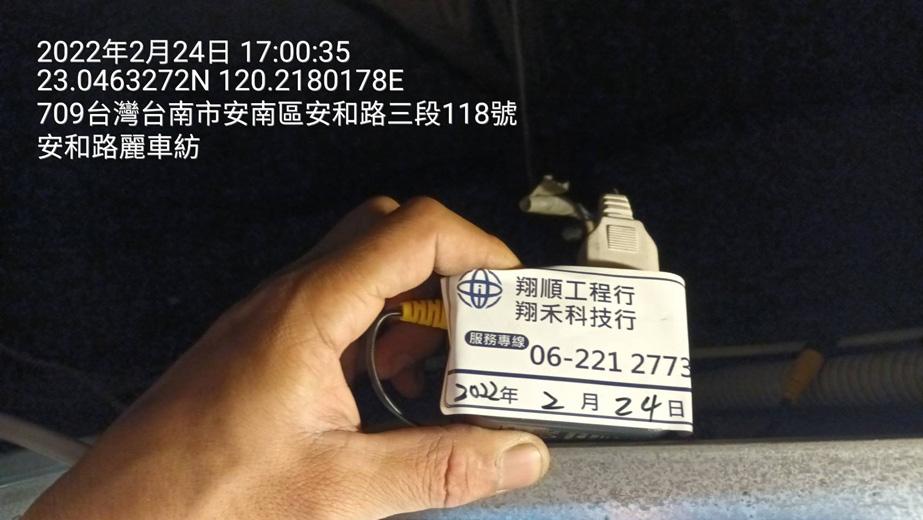 2022年2月24日 17:00:35
23.0463272N 120.2180178E
709台灣台南市安南區安和路三段118號
安和路麗車紡
翔順工程行
翔禾科技行
服務專線 06-221 2773
2022年 2 月 24 日